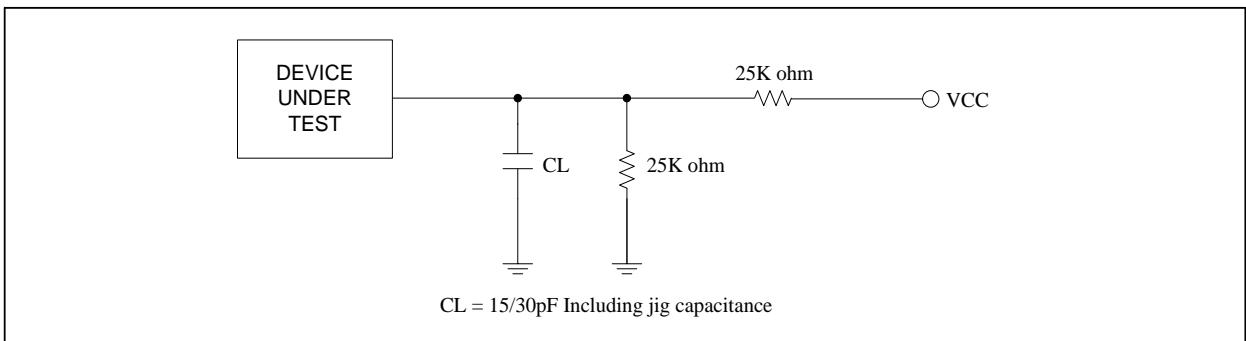 DEVICE
UNDER
TEST
25K ohm
VCC
CL
25K ohm
CL = 15/30pF Including jig capacitance